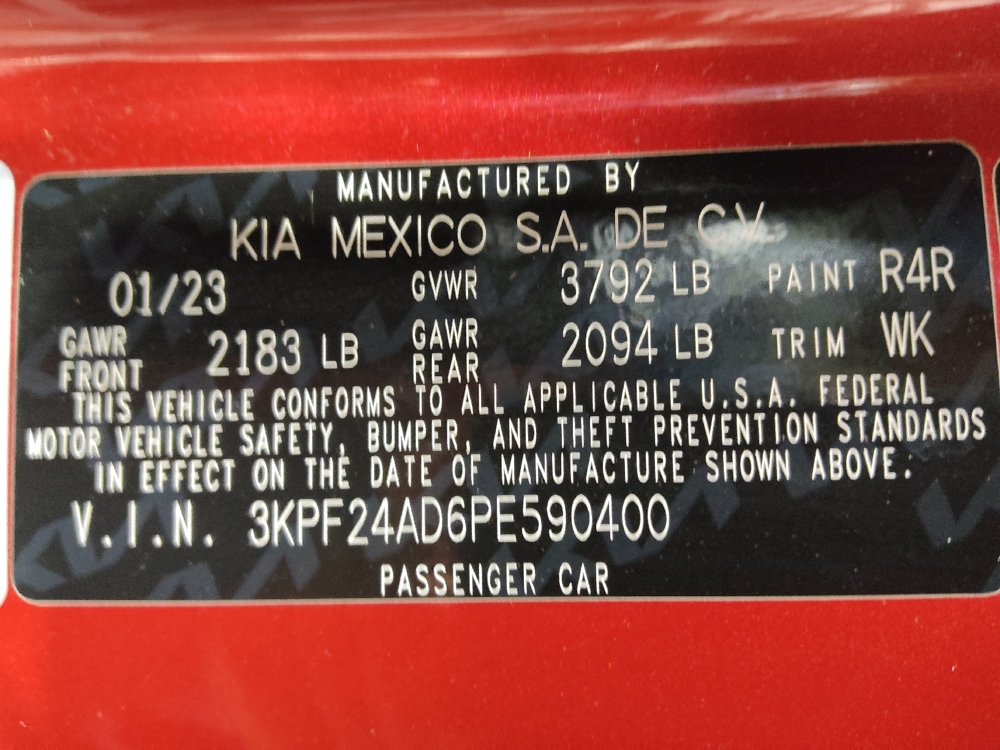 MANUFACTURED BY
KIA MEXICO S.A. DE C.V.
01/23 GVWR 3792 LB PAINT R4R
GAWR FRONT 2183 LB GAWR REAR 2094 LB TRIM WK
THIS VEHICLE CONFORMS TO ALL APPLICABLE U.S.A. FEDERAL
MOTOR VEHICLE SAFETY, BUMPER, AND THEFT PREVENTION STANDARDS
IN EFFECT ON THE DATE OF MANUFACTURE SHOWN ABOVE.
V.I.N. 3KPF24AD6PE590400
PASSENGER CAR